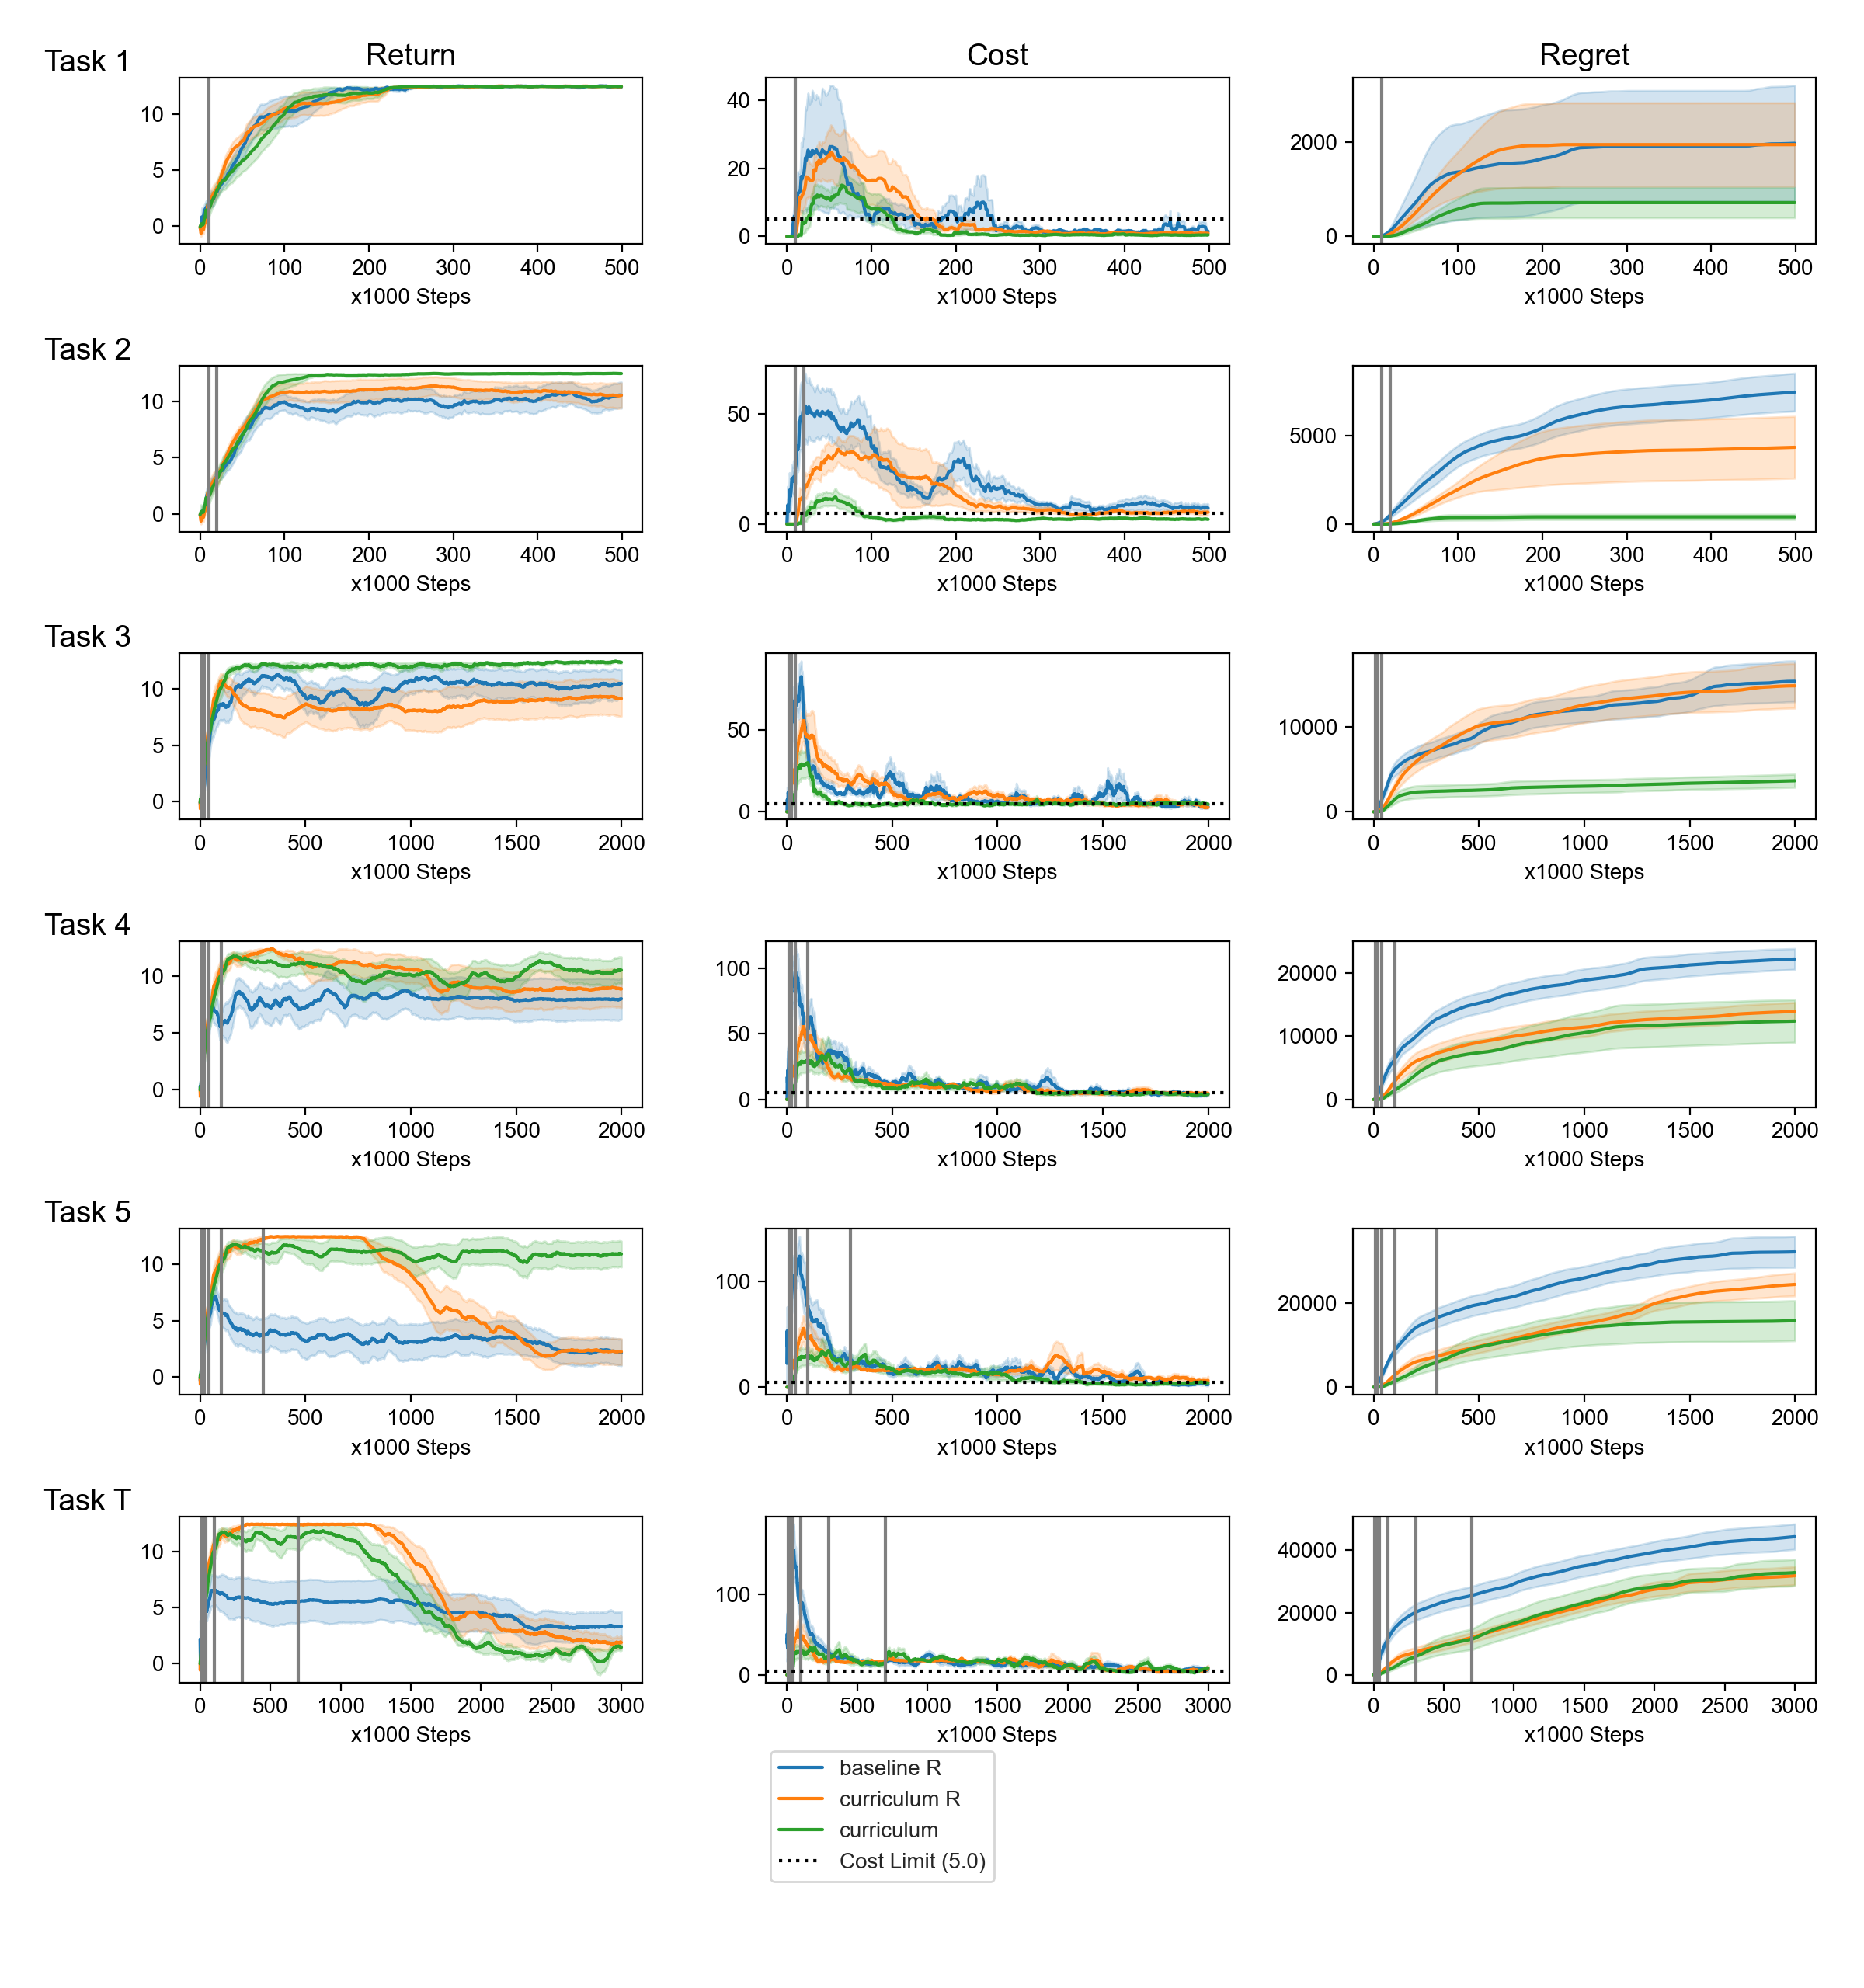 Task 1
Return
Cost
Regret
10
5
0
40
20
0
2000
0
0 100 200 300 400 500
0 100 200 300 400 500
0 100 200 300 400 500
x1000 Steps
x1000 Steps
x1000 Steps
Task 2
10
5
0
50
0
5000
0
0 100 200 300 400 500
0 100 200 300 400 500
0 100 200 300 400 500
x1000 Steps
x1000 Steps
x1000 Steps
Task 3
10
5
0
50
0
10000
0
0 500 1000 1500 2000
0 500 1000 1500 2000
0 500 1000 1500 2000
x1000 Steps
x1000 Steps
x1000 Steps
Task 4
10
5
0
100
50
0
20000
10000
0
0 500 1000 1500 2000
0 500 1000 1500 2000
0 500 1000 1500 2000
x1000 Steps
x1000 Steps
x1000 Steps
Task 5
10
5
0
100
0
20000
0
0 500 1000 1500 2000
0 500 1000 1500 2000
0 500 1000 1500 2000
x1000 Steps
x1000 Steps
x1000 Steps
Task T
10
5
0
100
0
40000
20000
0
0 500 1000 1500 2000 2500 3000
0 500 1000 1500 2000 2500 3000
0 500 1000 1500 2000 2500 3000
x1000 Steps
x1000 Steps
x1000 Steps
baseline R
curriculum R
curriculum
Cost Limit (5.0)